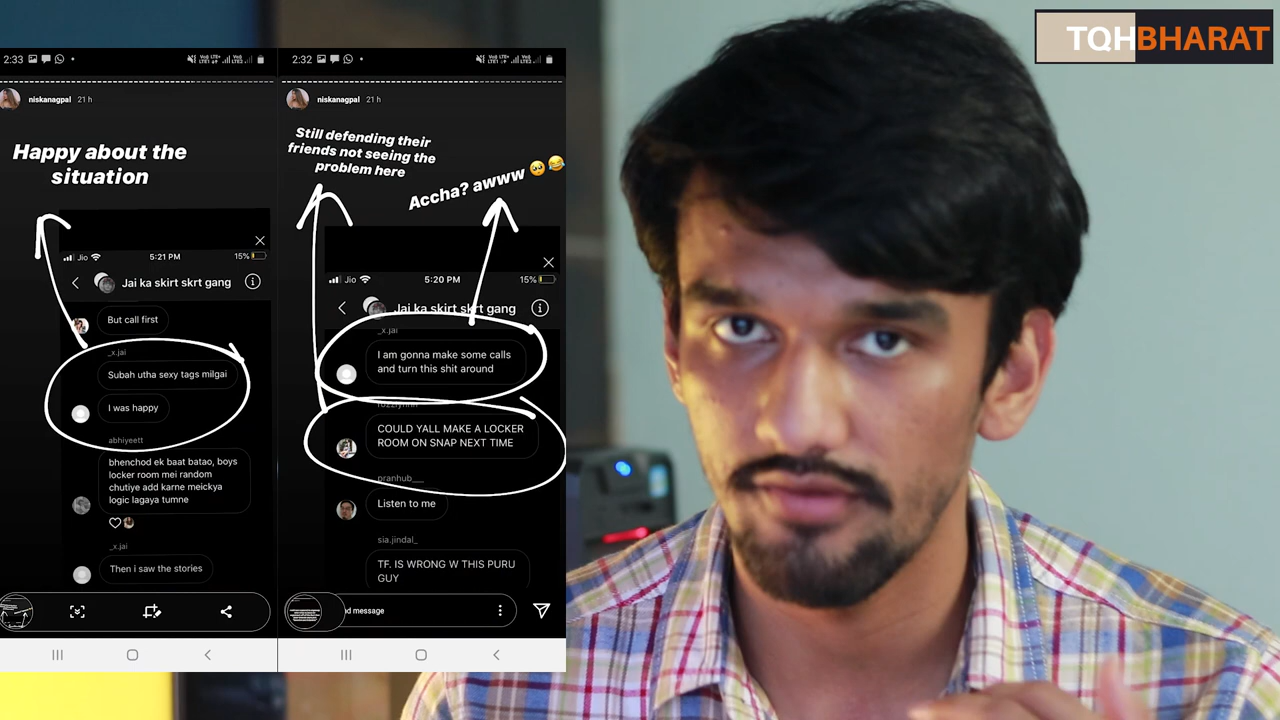 TQHBHARAT
2:33
niskanagpal 21 h
Happy about the
situation
Jio
5:21 PM
15%
Jai ka skirt skrt gang
But call first
_x.jai
Subah utha sexy tags milgai
I was happy
abhiyeett
bhenchod ek baat batao, boys
locker room mei random
chutiye add karne meickya
logic lagaya tumne
_x.jai
Then i saw the stories
2:32
niskanagpal 21 h
Still defending their
friends not seeing the
problem here
Accha? awww 🥺😂
Jio
5:20 PM
15%
Jai ka skirt skrt gang
_x.jai
I am gonna make some calls
and turn this shit around
COULD YALL MAKE A LOCKER
ROOM ON SNAP NEXT TIME
pranhub___
Listen to me
sia.jindal_
TF. IS WRONG W THIS PURU
GUY
message